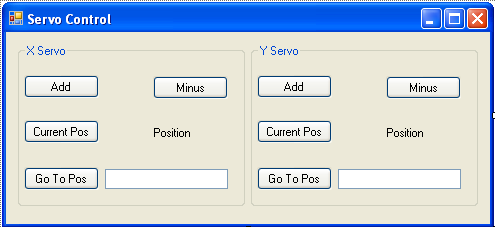 Servo Control
X Servo
Y Servo
Add
Minus
Add
Minus
Current Pos
Position
Current Pos
Position
Go To Pos
Go To Pos